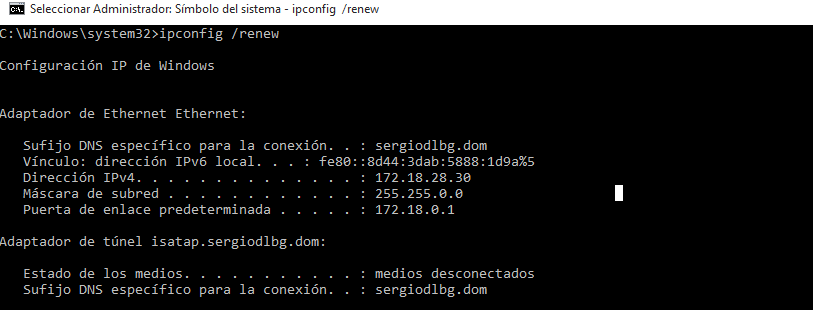 Seleccionar Administrador: Símbolo del sistema - ipconfig /renew
C:\Windows\system32>ipconfig /renew
Configuración IP de Windows
Adaptador de Ethernet Ethernet:
Sufijo DNS específico para la conexión. . : sergiodlbg.dom
Vínculo: dirección IPv6 local. . . : fe80::8d44:3dab:5888:1d9a%5
Dirección IPv4. . . . . . . . . . . . . . : 172.18.28.30
Máscara de subred . . . . . . . . . . . . : 255.255.0.0
Puerta de enlace predeterminada . . . . . : 172.18.0.1
Adaptador de túnel isatap.sergiodlbg.dom:
Estado de los medios. . . . . . . . . . . : medios desconectados
Sufijo DNS específico para la conexión. . : sergiodlbg.dom